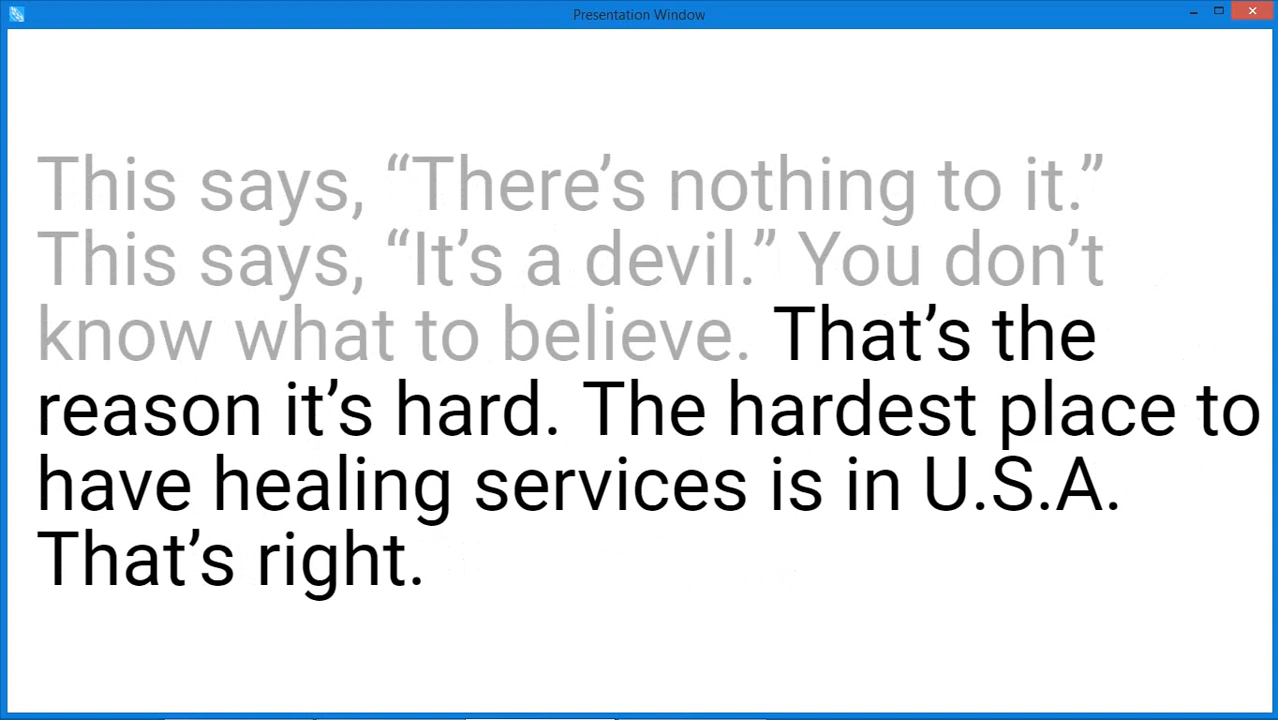 Presentation Window
This says, “There’s nothing to it.”
This says, “It’s a devil.” You don’t
know what to believe. That’s the
reason it’s hard. The hardest place to
have healing services is in U.S.A.
That’s right.